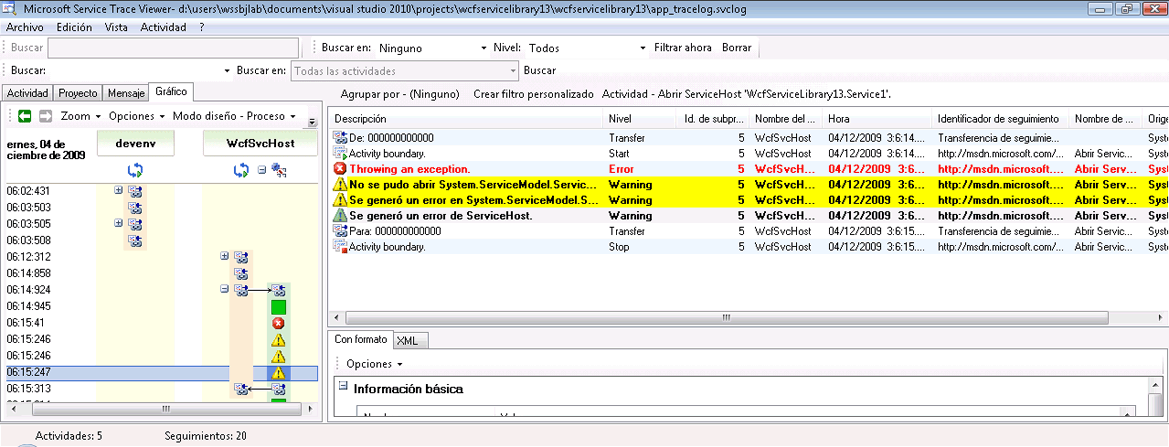 Microsoft Service Trace Viewer- d:\users\wssbjlab\documents\visual studio 2010\projects\wcfservicelibrary13\wcfservicelibrary13\app_tracelog.svclog
Archivo Edición Vista Actividad ?
Buscar Buscar en: Ninguno Nivel: Todos Filtrar ahora Borrar
Buscar: Buscar en: Todas las actividades Buscar
Actividad Proyecto Mensaje Gráfico
Zoom Opciones Modo diseño - Proceso
ernes, 04 de
ciembre de 2009
devenv WcfSvcHost
06:02:431
06:03:503
06:03:505
06:03:508
06:12:312
06:14:858
06:14:924
06:14:945
06:15:41
06:15:246
06:15:246
06:15:247
06:15:313
Agrupar por - (Ninguno) Crear filtro personalizado Actividad - Abrir ServiceHost 'WcfServiceLibrary13.Service1'.
Descripción Nivel Id. de subpr... Nombre del ... Hora Identificador de seguimiento Nombre de ... Orige
De: 000000000000 Transfer 5 WcfSvcHost 04/12/2009 3:6:14... Transferencia de seguimie... Syst
Activity boundary. Start 5 WcfSvcHost 04/12/2009 3:6:14... http://msdn.microsoft.com/... Abrir Servic... Syst
Throwing an exception. Error 5 WcfSvcH... 04/12/2009 3:6... http://msdn.microsoft.... Abrir Servic... Syst
No se pudo abrir System.ServiceModel.Servic... Warning 5 WcfSvcH... 04/12/2009 3:6... http://msdn.microsoft.... Abrir Servic... Syst
Se generó un error en System.ServiceModel.S... Warning 5 WcfSvcH... 04/12/2009 3:6... http://msdn.microsoft.... Abrir Servic... Syst
Se generó un error de ServiceHost. Warning 5 WcfSvcH... 04/12/2009 3:6... http://msdn.microsoft.... Abrir Servic... Syst
Para: 000000000000 Transfer 5 WcfSvcHost 04/12/2009 3:6:15... Transferencia de seguimie... Abrir Servic... Syst
Activity boundary. Stop 5 WcfSvcHost 04/12/2009 3:6:15... http://msdn.microsoft.com/... Abrir Servic... Syst
Con formato XML
Opciones
Información básica
Actividades: 5 Seguimientos: 20